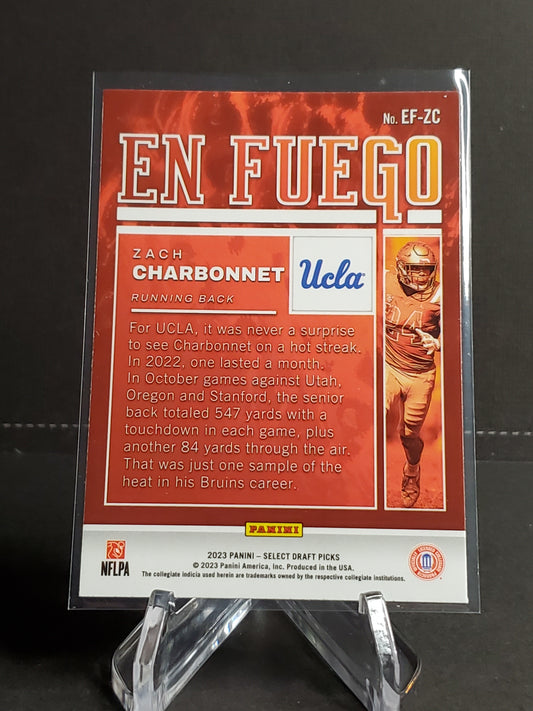 No. EF-ZC
EN FUEGO
ZACH
CHARBONNET
RUNNING BACK
Ucla
24
For UCLA, it was never a surprise
to see Charbonnet on a hot streak.
In 2022, one lasted a month.
In October games against Utah,
Oregon and Stanford, the senior
back totaled 547 yards with a
touchdown in each game, plus
another 84 yards through the air.
That was just one sample of the
heat in his Bruins career.
PANINI
NFLPA
2023 PANINI – SELECT DRAFT PICKS
© 2023 Panini America, Inc. Produced in the USA.
The collegiate indicia used herein are trademarks owned by the respective collegiate institutions.